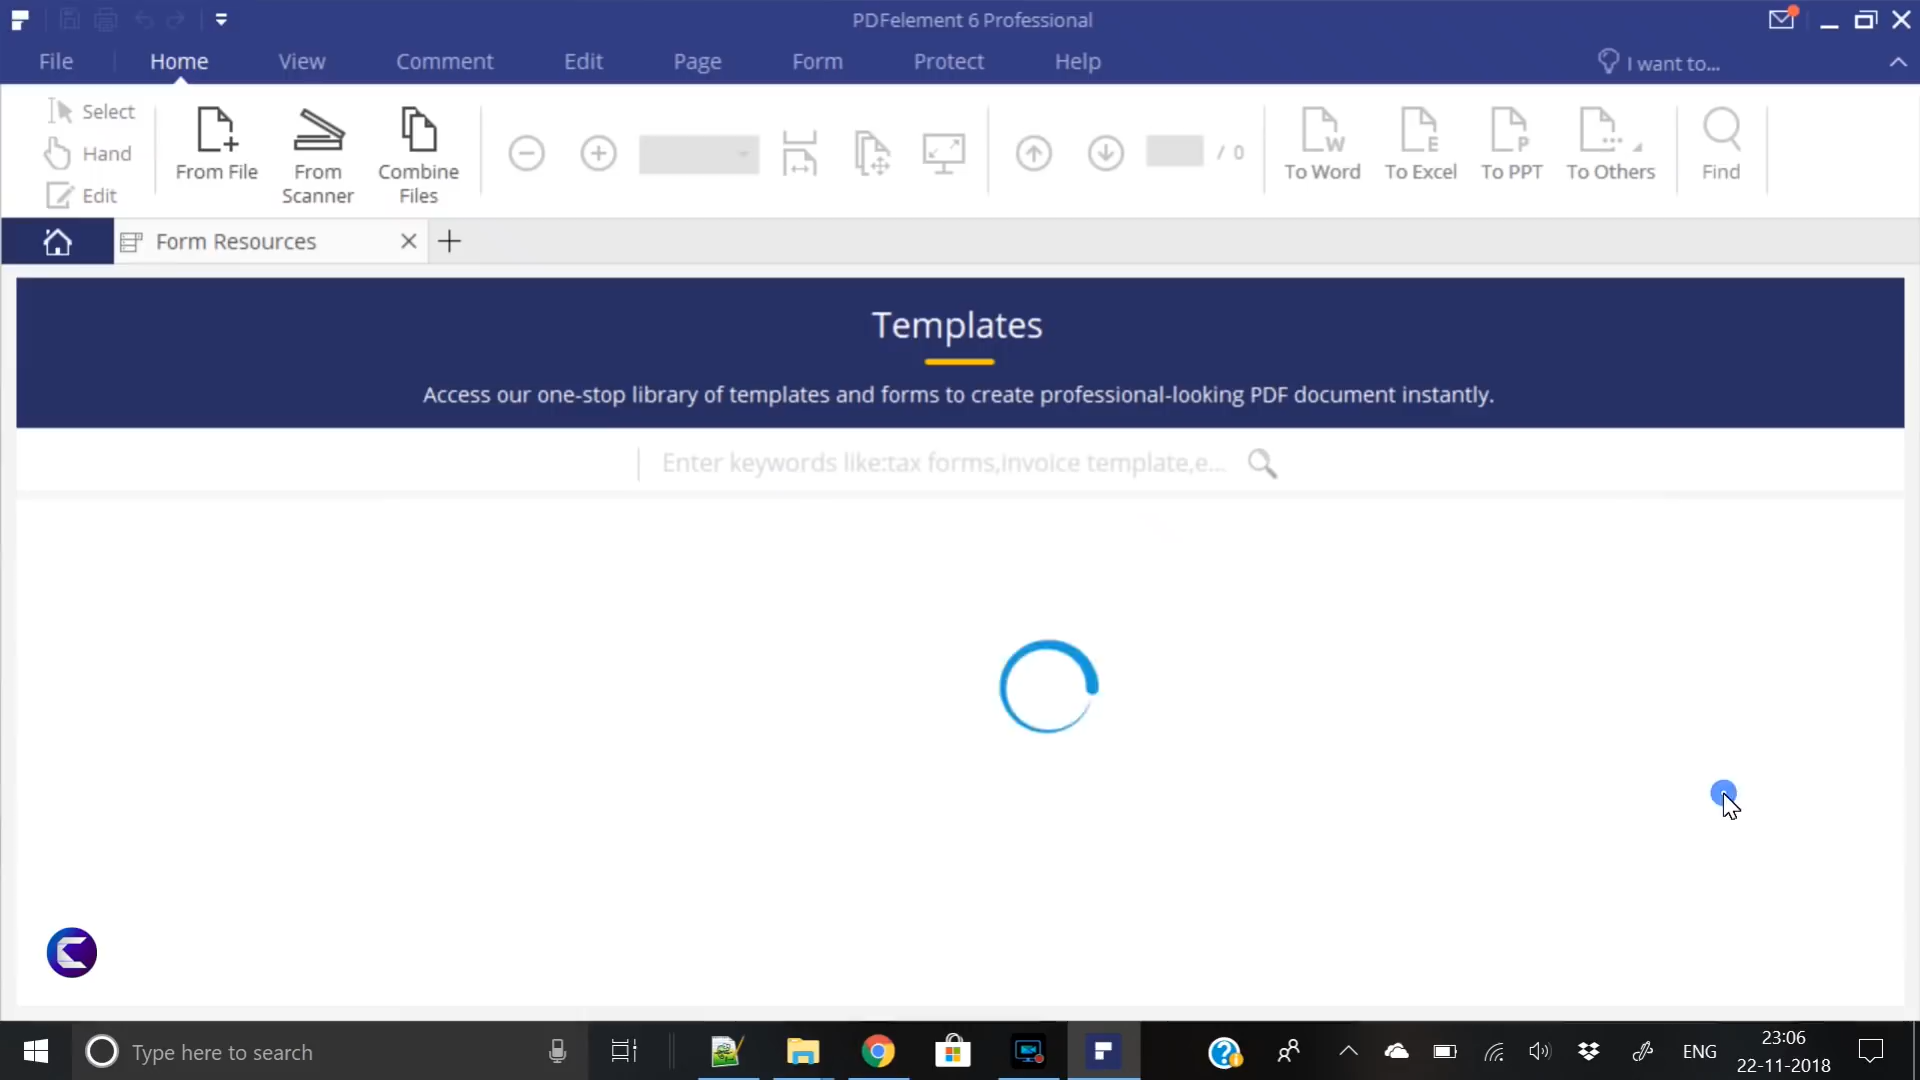 PDFelement 6 Professional
File Home View Comment Edit Page Form Protect Help I want to...
Select
Hand
Edit
From File
From
Scanner
Combine
Files
/ 0
To Word To Excel To PPT To Others Find
Form Resources
Templates
Access our one-stop library of templates and forms to create professional-looking PDF document instantly.
Enter keywords like:tax forms,invoice template,e...
Type here to search
ENG
23:06
22-11-2018